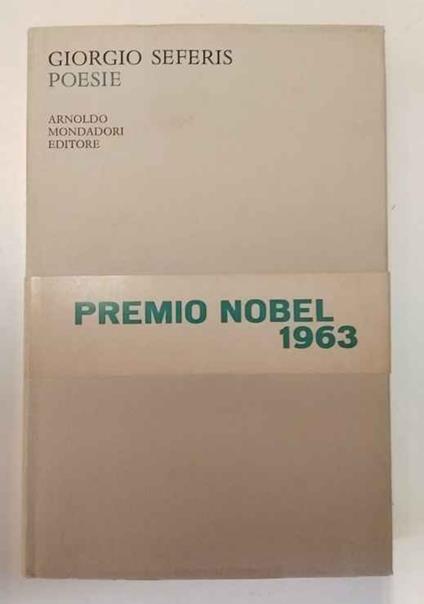 GIORGIO SEFERIS
POESIE
ARNOLDO
MONDADORI
EDITORE
PREMIO NOBEL
1963